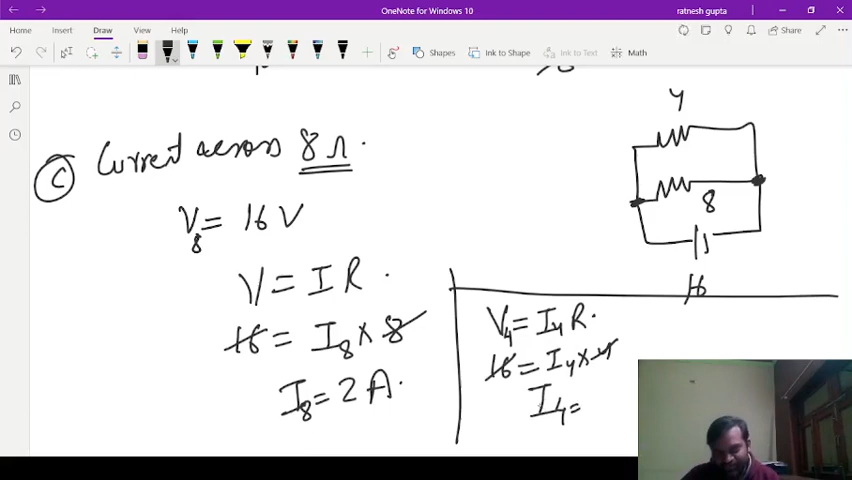 OneNote for Windows 10
ratnesh gupta
Home Insert Draw View Help
Share
Shapes Ink to Shape Ink to Text Math
4
(C) Current across 8 Ω.
8
V8 = 16 V
V = IR.
16
16 = I8 × 8
V4 = I4 R.
16 = I4 × 4
I8 = 2 A.
I4 =